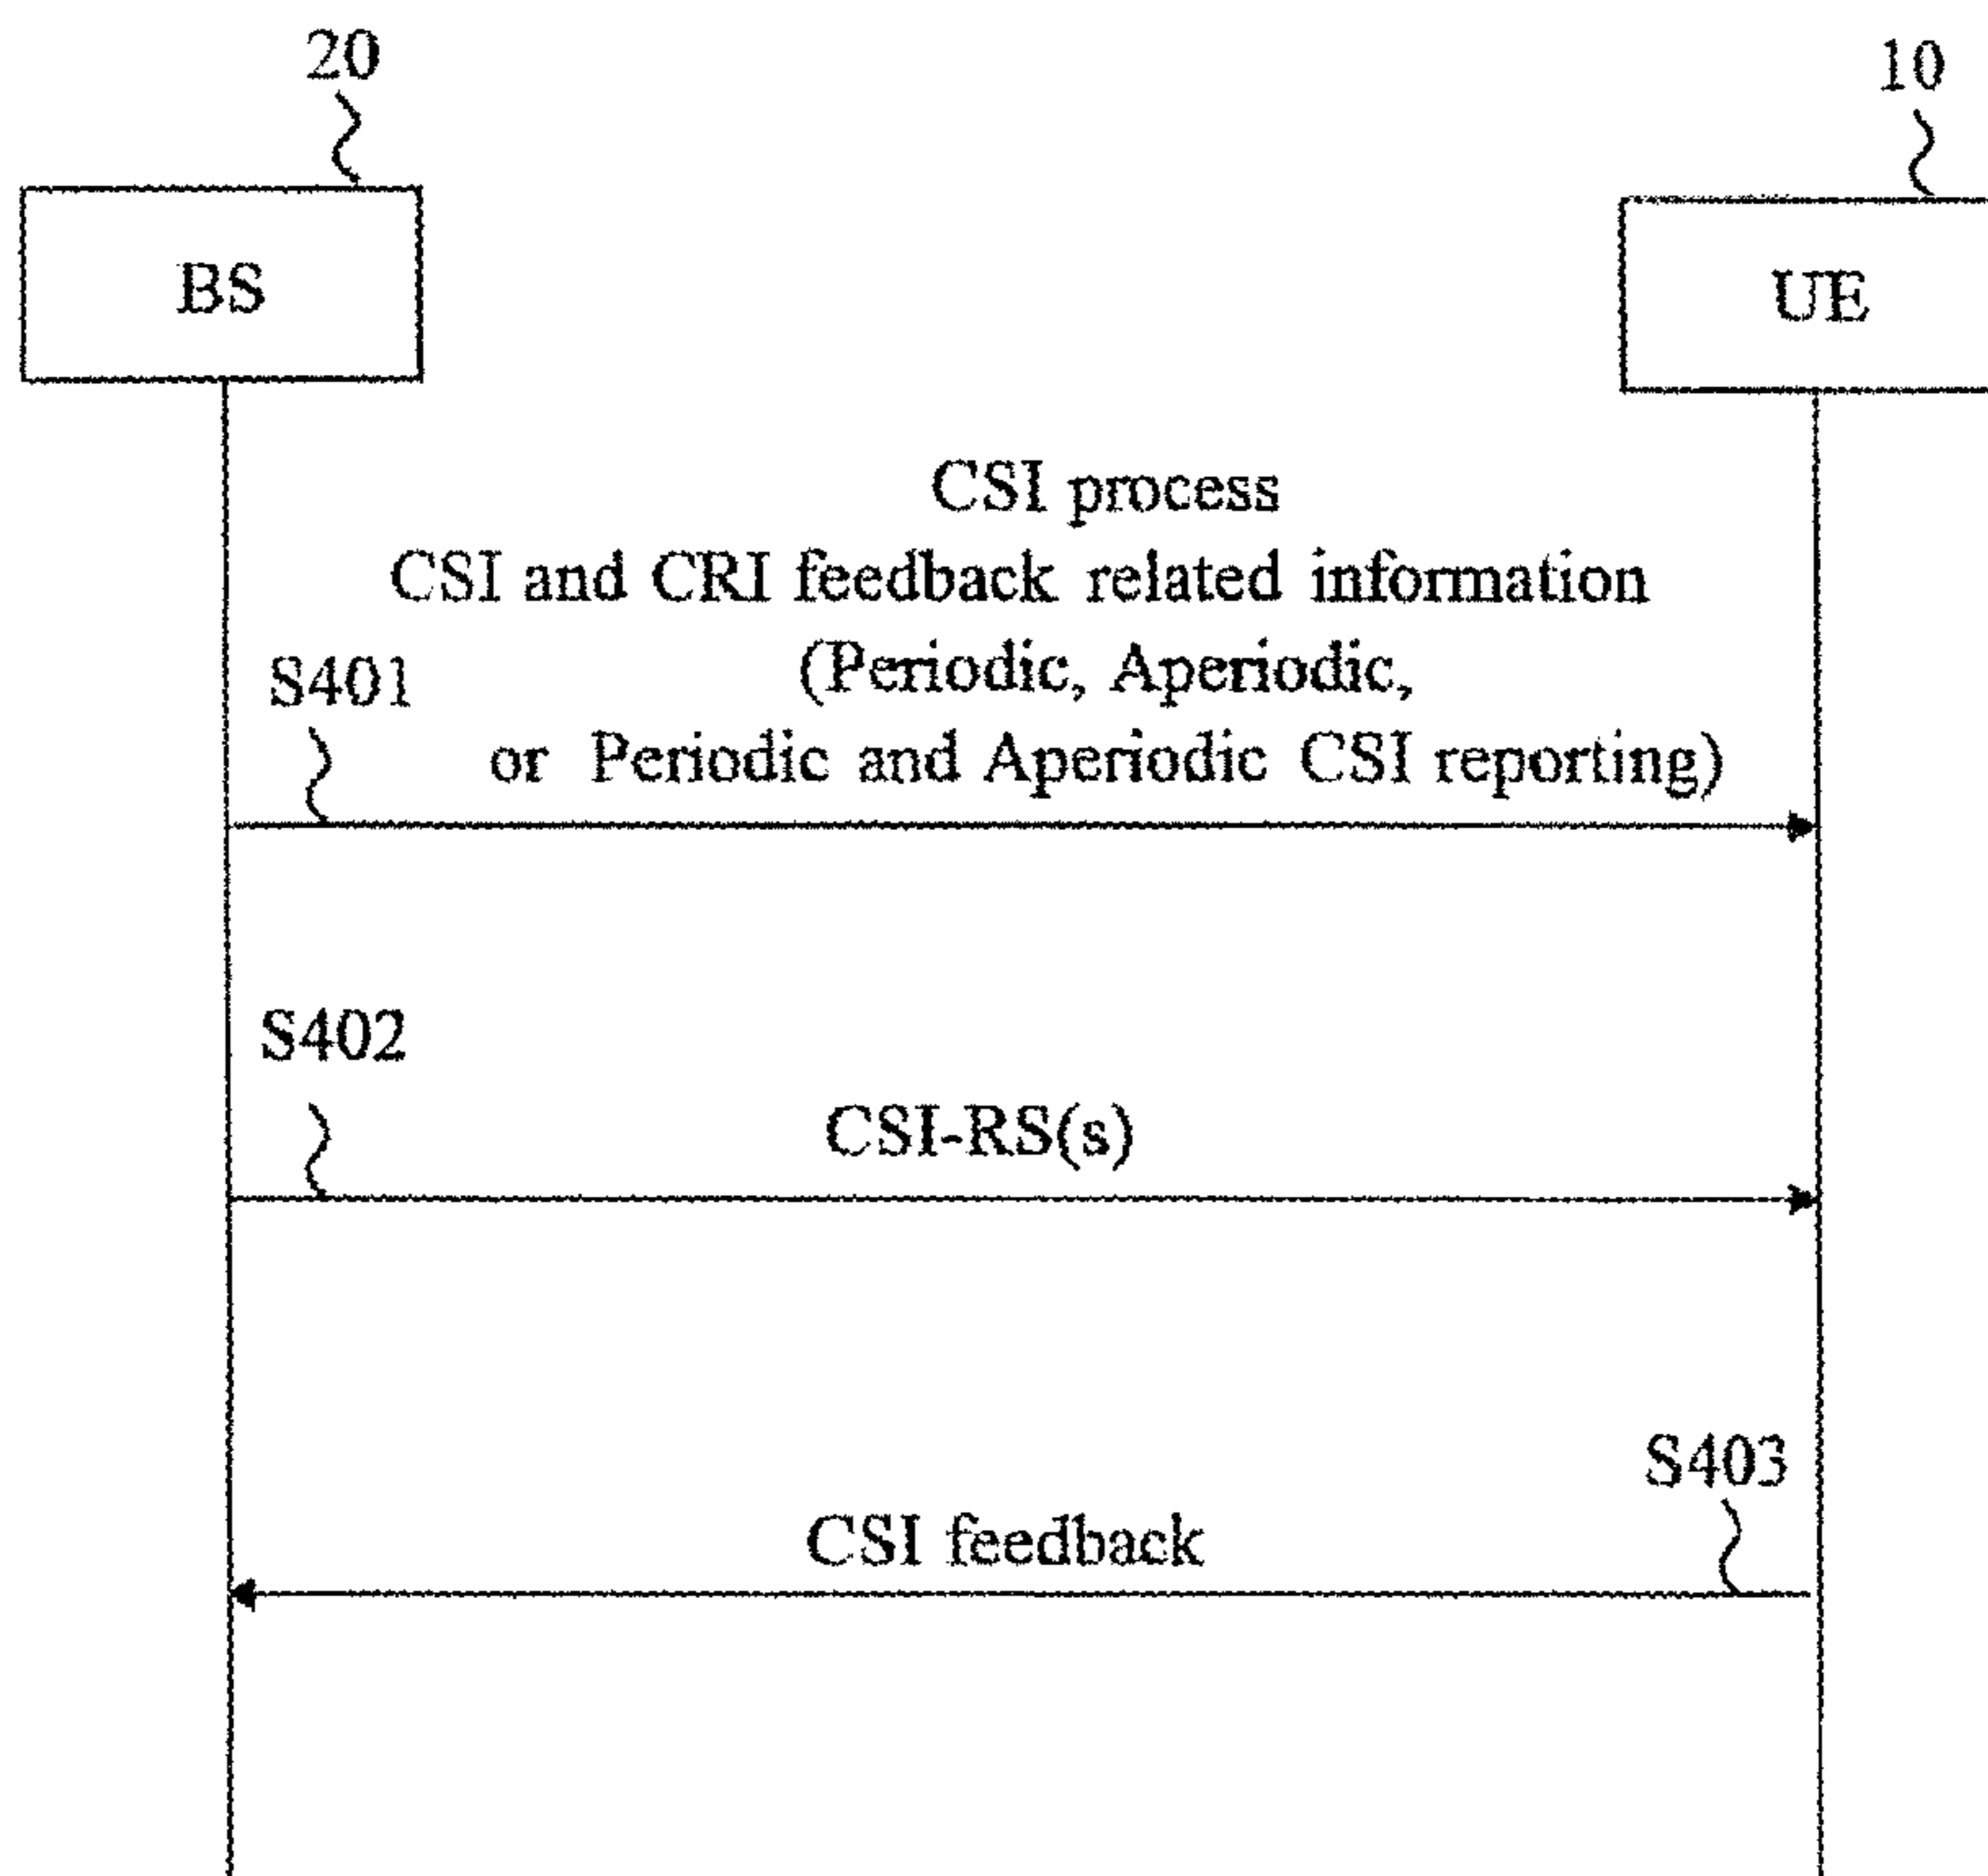 20
10
BS
UE
CSI process
CSI and CRI feedback related information
(Periodic, Aperiodic,
or Periodic and Aperiodic CSI reporting)
S401
S402
CSI-RS(s)
S403
CSI feedback